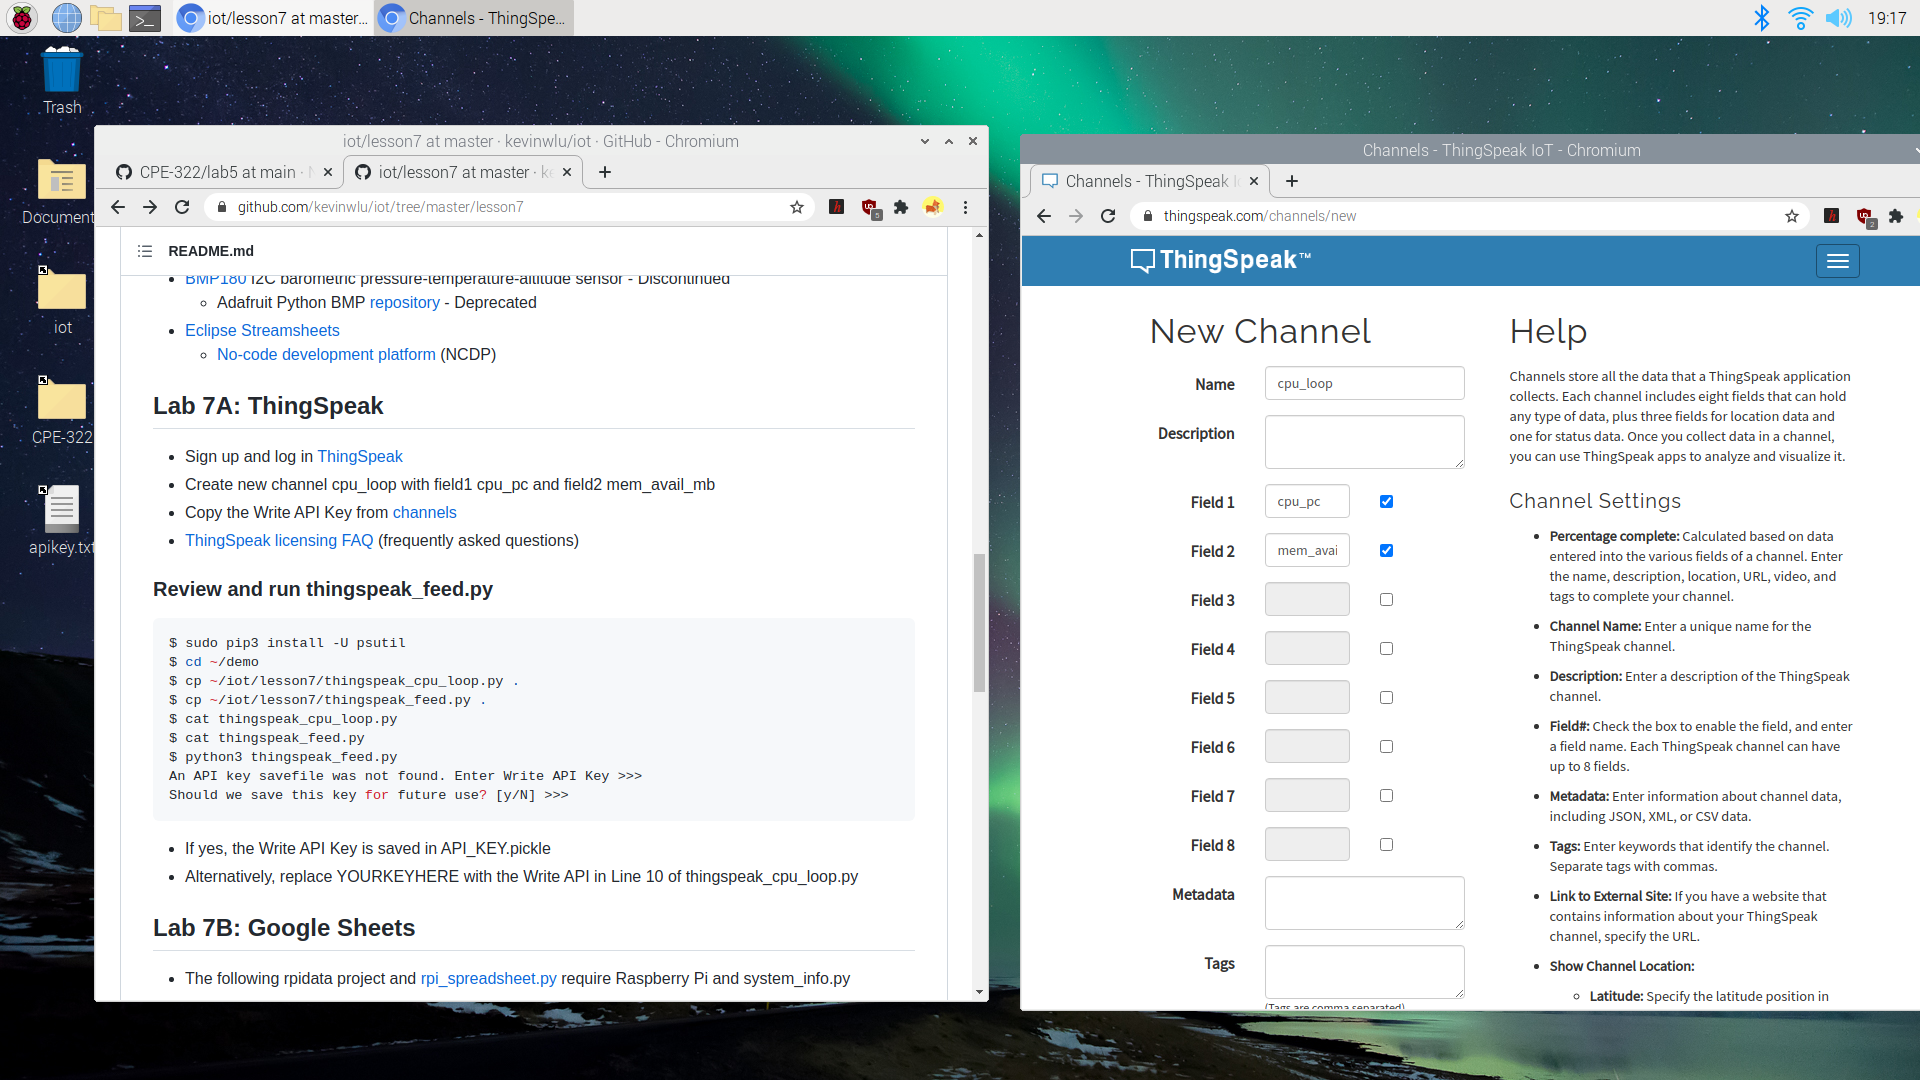 iot/lesson7 at master...
Channels - ThingSpe...
19:17
Trash
Document
iot
CPE-322
apikey.txt
iot/lesson7 at master · kevinwlu/iot · GitHub - Chromium
CPE-322/lab5 at main ·
iot/lesson7 at master · ke
github.com/kevinwlu/iot/tree/master/lesson7
5
README.md
BMP180 I2C barometric pressure-temperature-altitude sensor - Discontinued
Adafruit Python BMP repository - Deprecated
Eclipse Streamsheets
No-code development platform (NCDP)
Lab 7A: ThingSpeak
Sign up and log in ThingSpeak
Create new channel cpu_loop with field1 cpu_pc and field2 mem_avail_mb
Copy the Write API Key from channels
ThingSpeak licensing FAQ (frequently asked questions)
Review and run thingspeak_feed.py
$ sudo pip3 install -U psutil
$ cd ~/demo
$ cp ~/iot/lesson7/thingspeak_cpu_loop.py .
$ cp ~/iot/lesson7/thingspeak_feed.py .
$ cat thingspeak_cpu_loop.py
$ cat thingspeak_feed.py
$ python3 thingspeak_feed.py
An API key savefile was not found. Enter Write API Key >>>
Should we save this key for future use? [y/N] >>>
If yes, the Write API Key is saved in API_KEY.pickle
Alternatively, replace YOURKEYHERE with the Write API in Line 10 of thingspeak_cpu_loop.py
Lab 7B: Google Sheets
The following rpidata project and rpi_spreadsheet.py require Raspberry Pi and system_info.py
Channels - ThingSpeak IoT - Chromium
Channels - ThingSpeak I
thingspeak.com/channels/new
2
ThingSpeak™
New Channel
Name
cpu_loop
Description
Field 1
cpu_pc
Field 2
mem_avai
Field 3
Field 4
Field 5
Field 6
Field 7
Field 8
Metadata
Tags
(Tags are comma separated)
Help
Channels store all the data that a ThingSpeak application
collects. Each channel includes eight fields that can hold
any type of data, plus three fields for location data and
one for status data. Once you collect data in a channel,
you can use ThingSpeak apps to analyze and visualize it.
Channel Settings
Percentage complete: Calculated based on data
entered into the various fields of a channel. Enter
the name, description, location, URL, video, and
tags to complete your channel.
Channel Name: Enter a unique name for the
ThingSpeak channel.
Description: Enter a description of the ThingSpeak
channel.
Field#: Check the box to enable the field, and enter
a field name. Each ThingSpeak channel can have
up to 8 fields.
Metadata: Enter information about channel data,
including JSON, XML, or CSV data.
Tags: Enter keywords that identify the channel.
Separate tags with commas.
Link to External Site: If you have a website that
contains information about your ThingSpeak
channel, specify the URL.
Show Channel Location:
Latitude: Specify the latitude position in